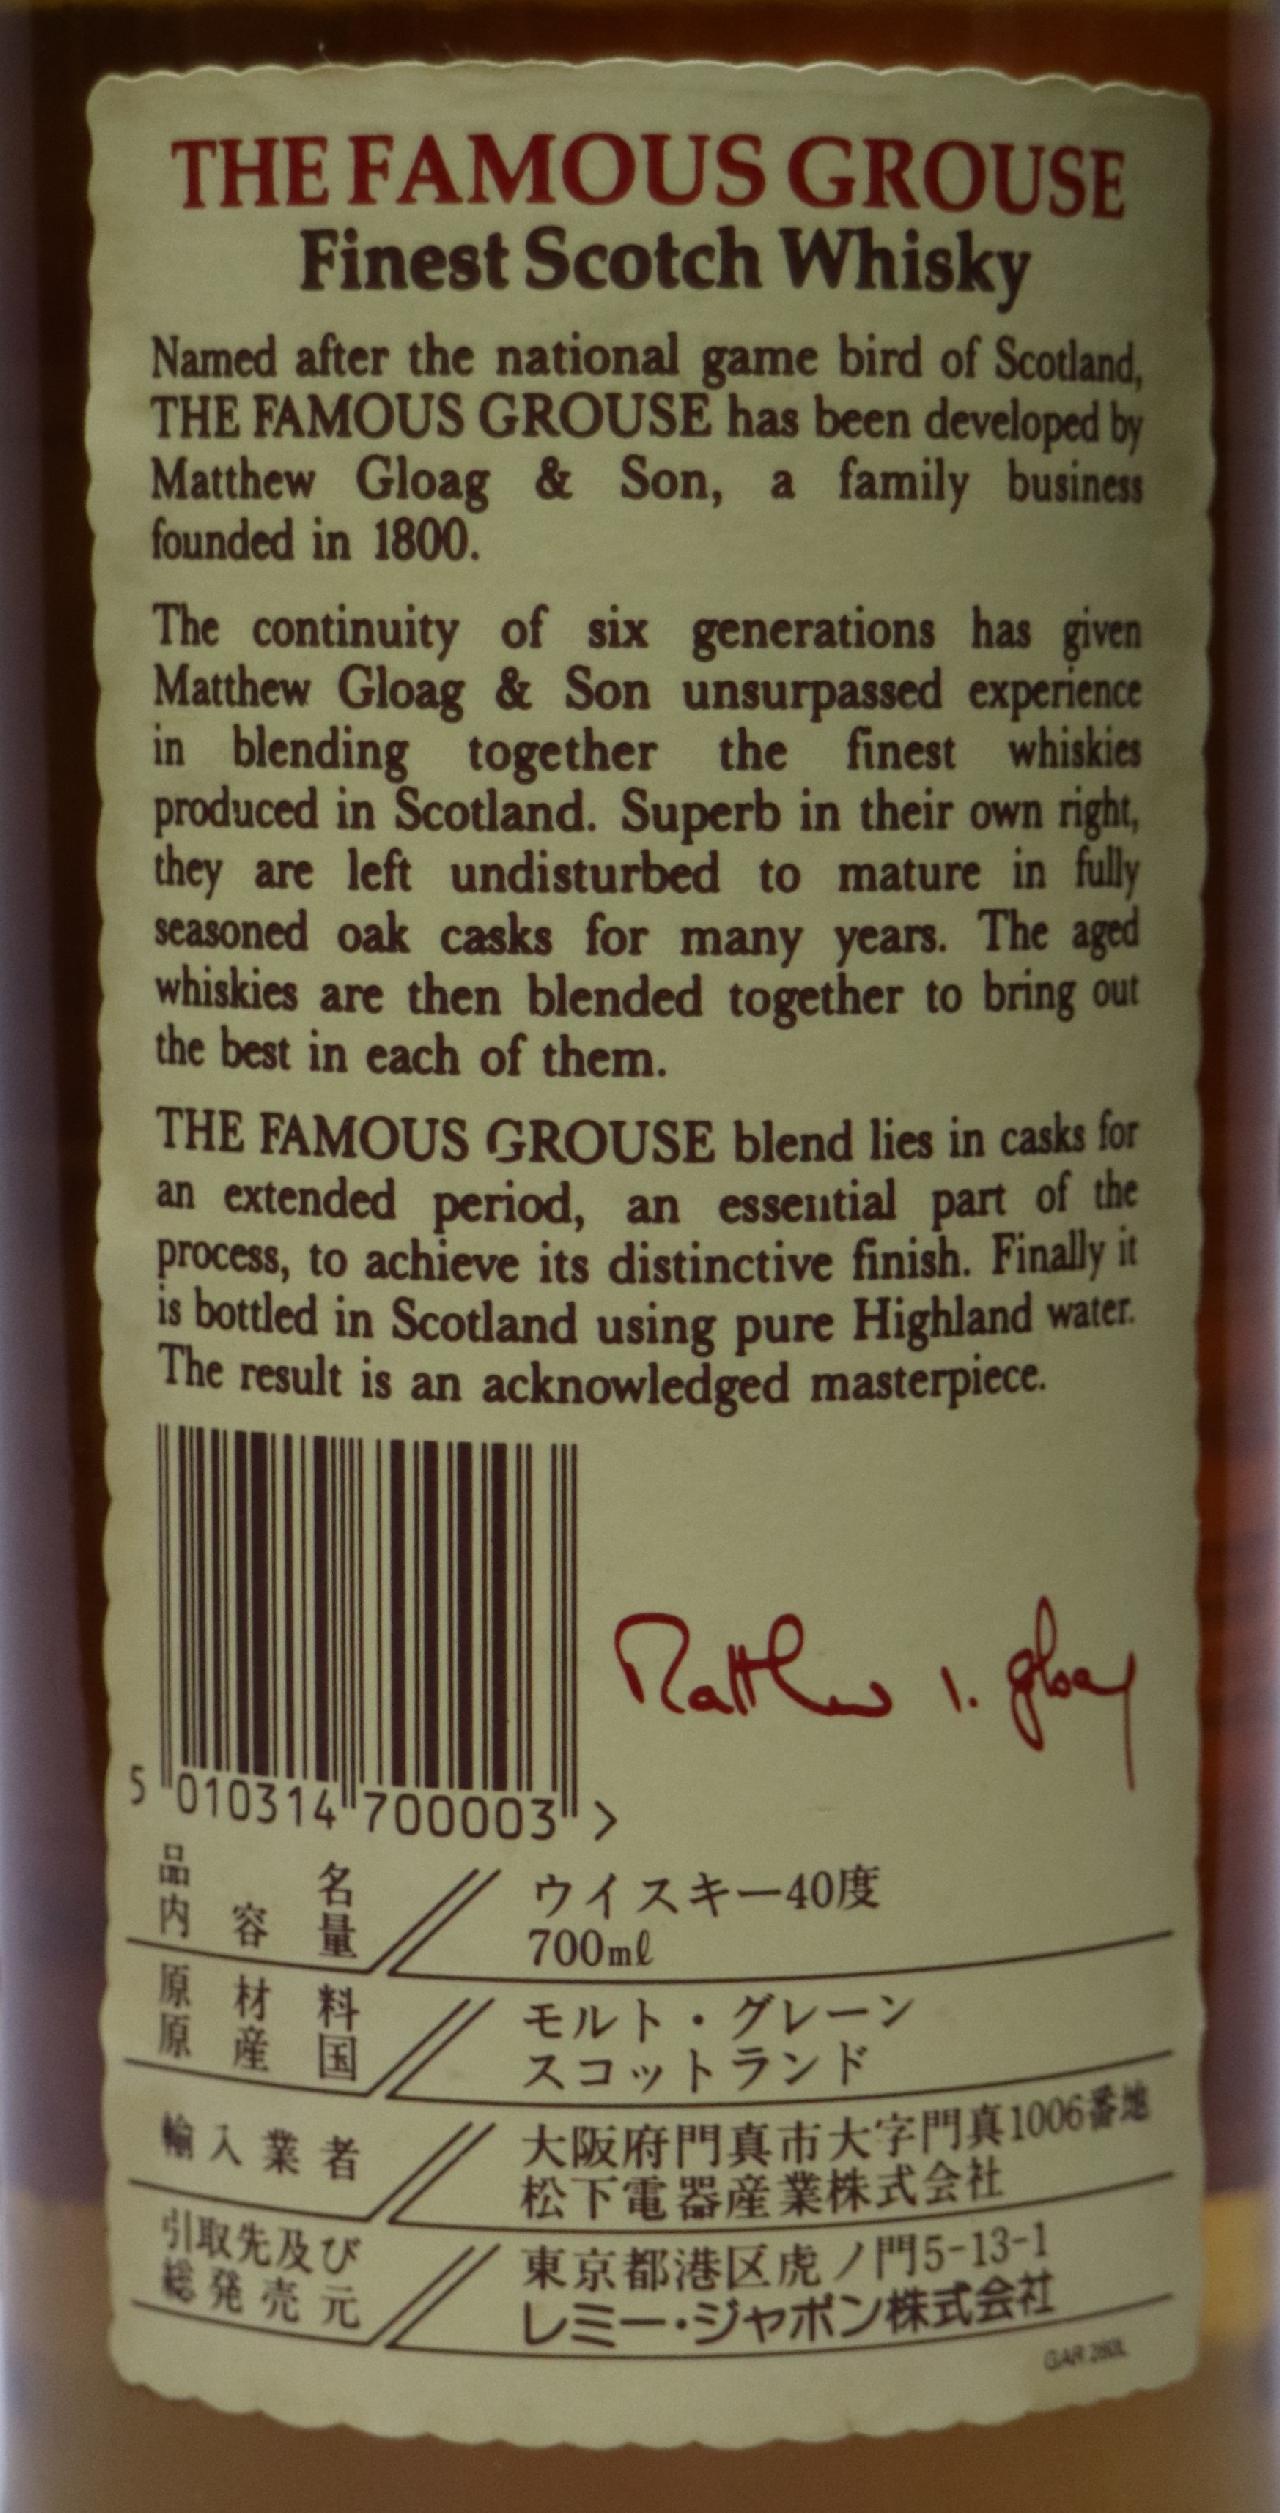 THE FAMOUS GROUSE
Finest Scotch Whisky
Named after the national game bird of Scotland,
THE FAMOUS GROUSE has been developed by
Matthew Gloag & Son, a family business
founded in 1800.
The continuity of six generations has given
Matthew Gloag & Son unsurpassed experience
in blending together the finest whiskies
produced in Scotland. Superb in their own right,
they are left undisturbed to mature in fully
seasoned oak casks for many years. The aged
whiskies are then blended together to bring out
the best in each of them.
THE FAMOUS GROUSE blend lies in casks for
an extended period, an essential part of the
process, to achieve its distinctive finish. Finally it
is bottled in Scotland using pure Highland water.
The result is an acknowledged masterpiece.
Matthew I. Gloag
5 010314 700003 >
品名 ウイスキー40度
内容量 700mℓ
原材料 モルト・グレーン
原産国 スコットランド
輸入業者 大阪府門真市大字門真1006番地
松下電器産業株式会社
引取先及び 東京都港区虎ノ門5-13-1
総発売元 レミー・ジャポン株式会社